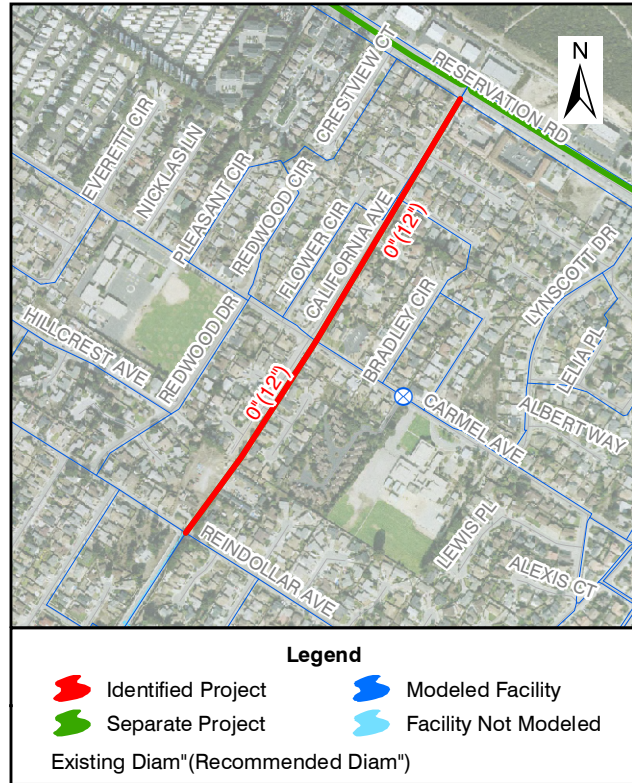 N
RESERVATION RD
CRESTVIEW CT
EVERETT CIR
NICKLAS LN
PLEASANT CIR
REDWOOD CIR
FLOWER CIR
CALIFORNIA AVE
0"(12")
LYNSCOTT DR
LELIA PL
BRADLEY CIR
HILLCREST AVE
REDWOOD DR
0"(12")
CARMEL AVE
ALBERT WAY
LEWIS PL
ALEXIS CT
REINDOLLAR AVE
Legend
Identified Project
Modeled Facility
Separate Project
Facility Not Modeled
Existing Diam"(Recommended Diam")